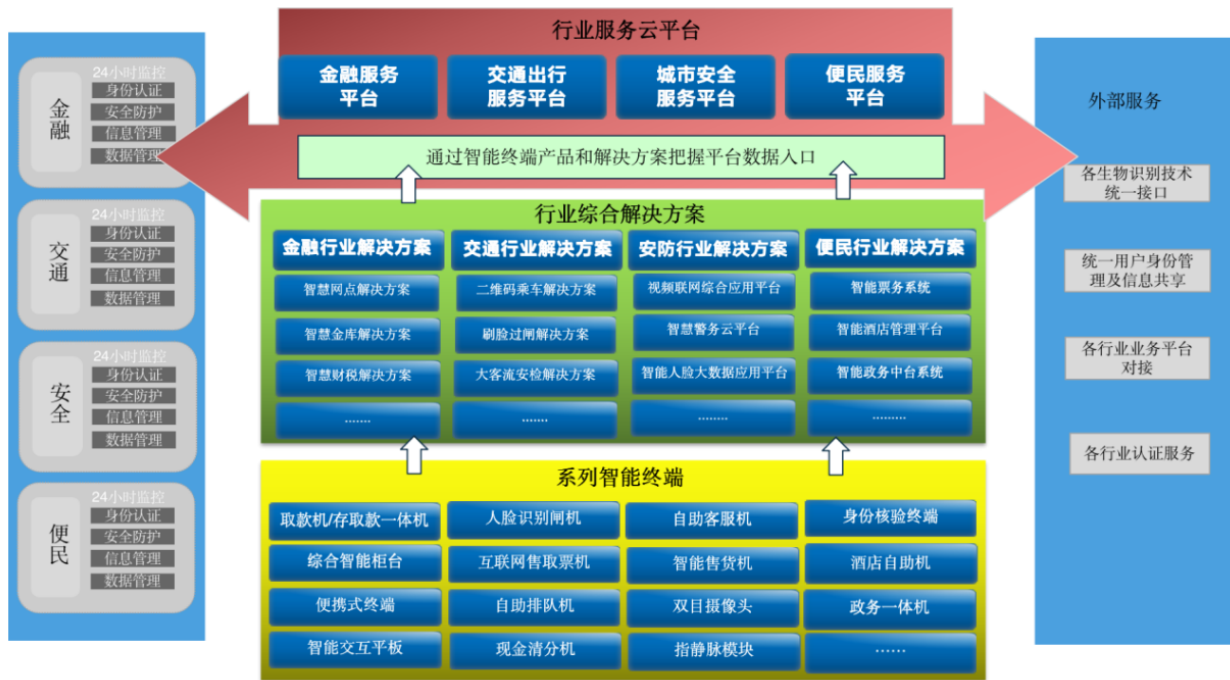 行业服务云平台
金融服务
平台
交通出行
服务平台
城市安全
服务平台
便民服务
平台
通过智能终端产品和解决方案把握平台数据入口
金融
24小时监控
身份认证
安全防护
信息管理
数据管理
交通
24小时监控
身份认证
安全防护
信息管理
数据管理
安全
24小时监控
身份认证
安全防护
信息管理
数据管理
便民
24小时监控
身份认证
安全防护
信息管理
数据管理
行业综合解决方案
金融行业解决方案
智慧网点解决方案
智慧金库解决方案
智慧财税解决方案
.......
交通行业解决方案
二维码乘车解决方案
刷脸过闸解决方案
大客流安检解决方案
.......
安防行业解决方案
视频联网综合应用平台
智慧警务云平台
智能人脸大数据应用平台
........
便民行业解决方案
智能票务系统
智能酒店管理平台
智能政务中台系统
.........
系列智能终端
取款机/存取款一体机
人脸识别闸机
自助客服机
身份核验终端
综合智能柜台
互联网售取票机
智能售货机
酒店自助机
便携式终端
自助排队机
双目摄像头
政务一体机
智能交互平板
现金清分机
指静脉模块
……
外部服务
各生物识别技术
统一接口
统一用户身份管
理及信息共享
各行业业务平台
对接
各行业认证服务